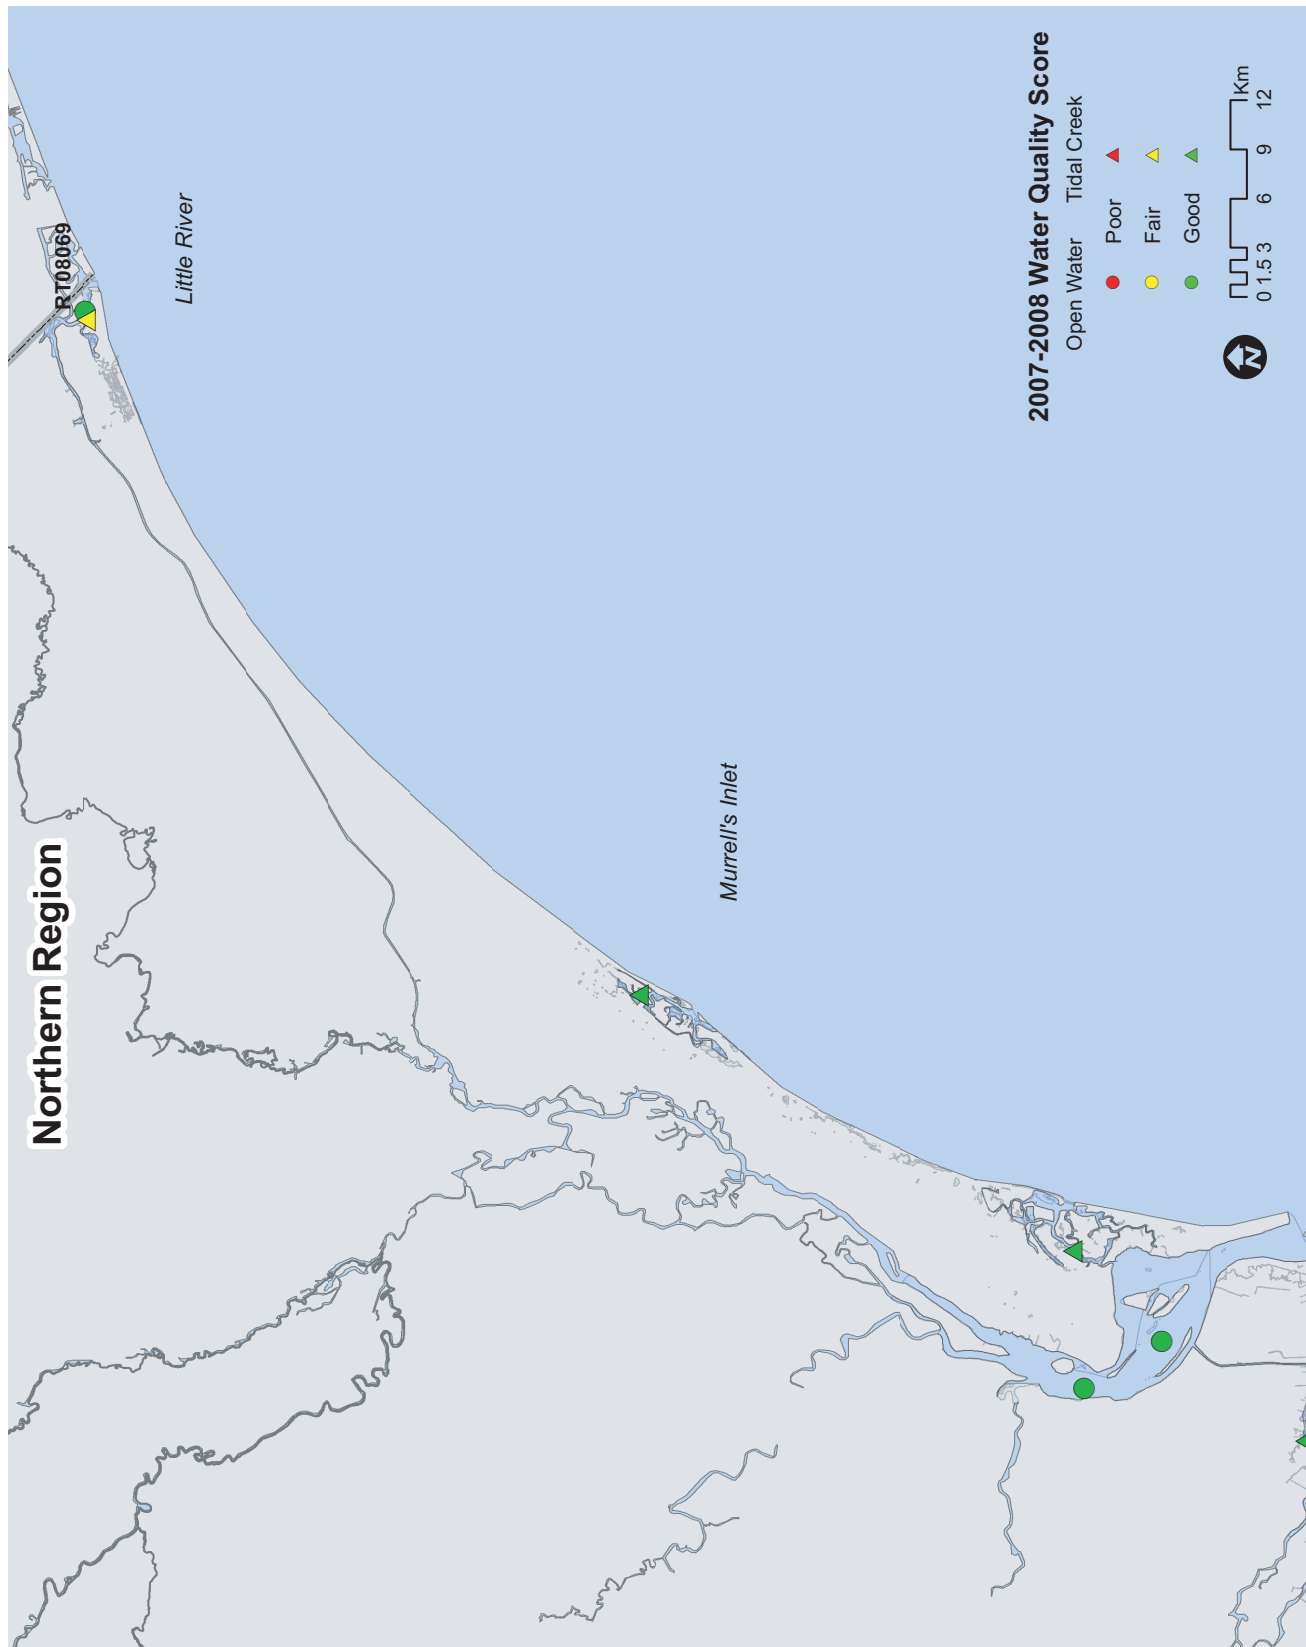 Northern Region
RT08069
Little River
Murrell's Inlet
2007-2008 Water Quality Score
Open Water Tidal Creek
Poor
Fair
Good
N
Km
0 1.5 3 6 9 12